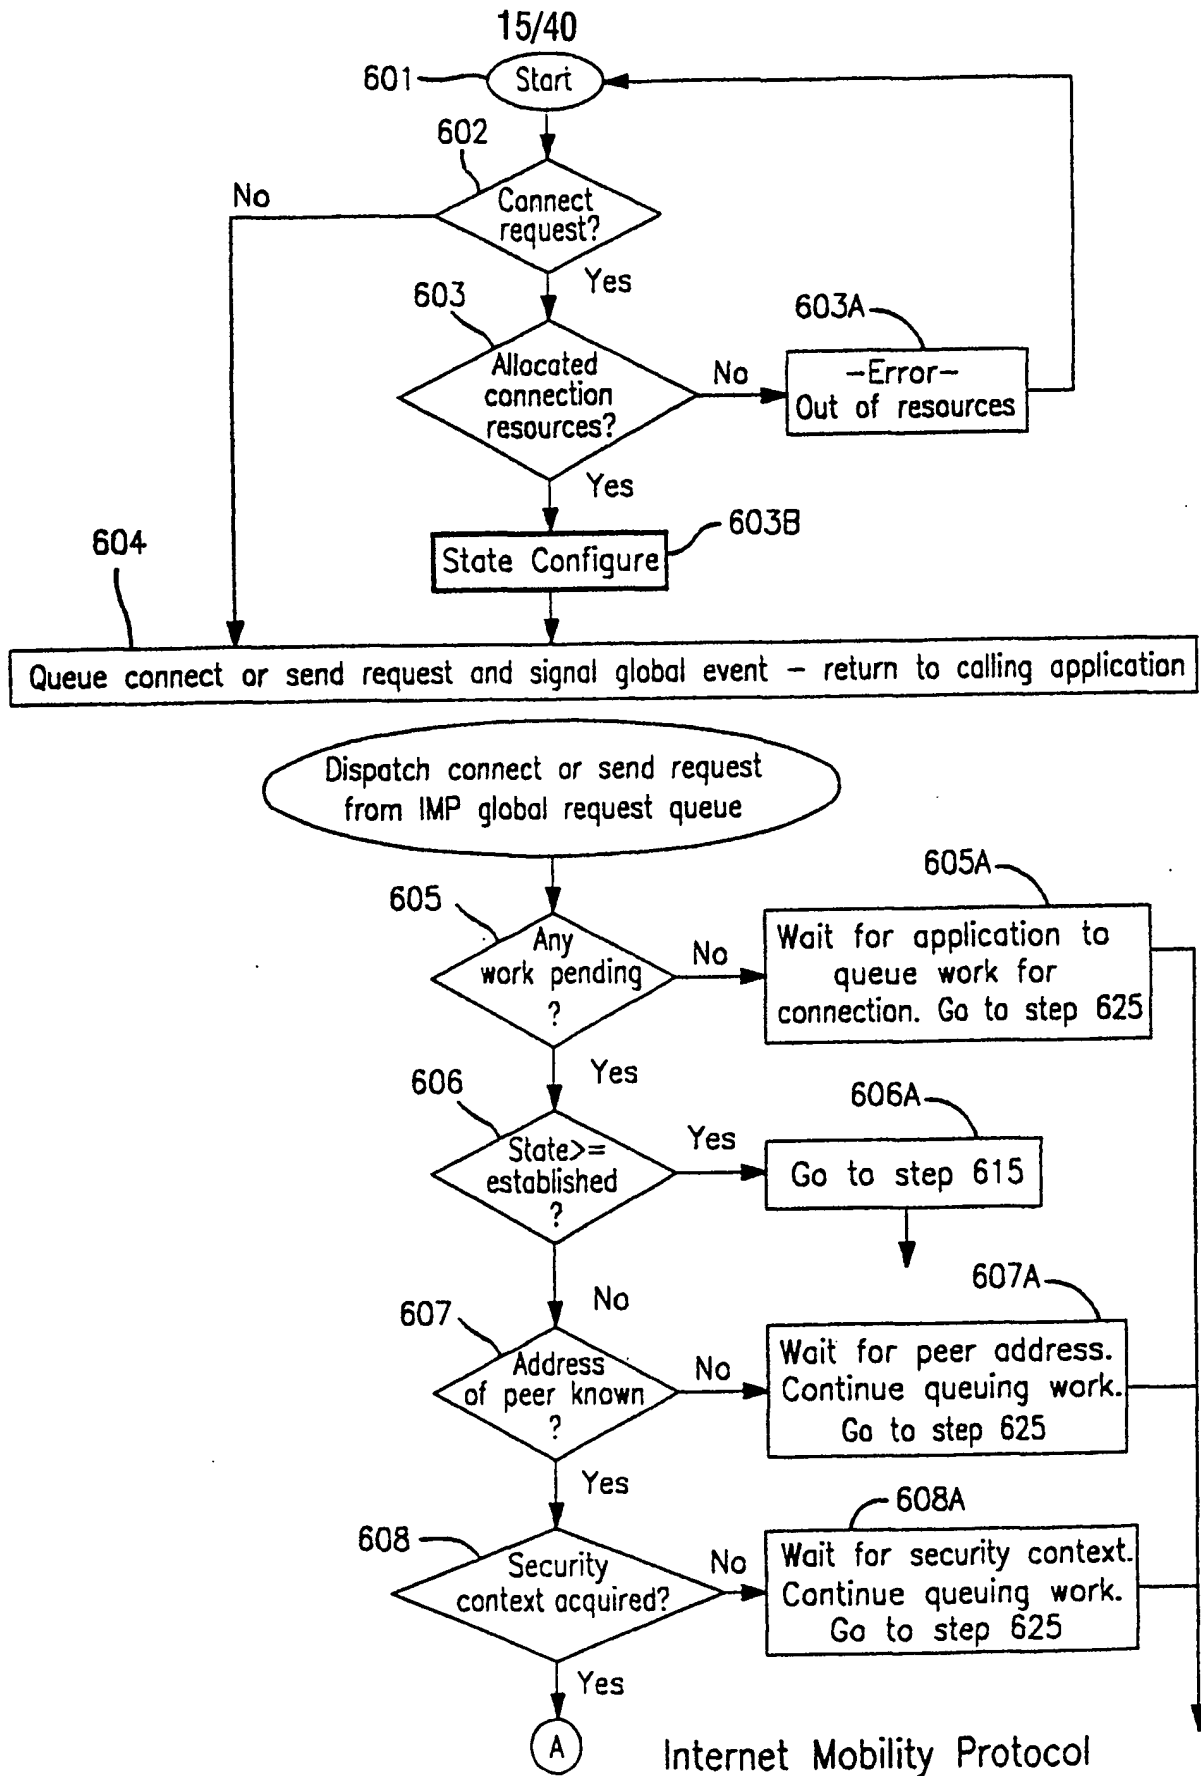 15/40
601
Start
602
No
Connect
request?
Yes
603
603A
Allocated
connection
resources?
No
-Error-
Out of resources
Yes
603B
604
State Configure
Queue connect or send request and signal global event – return to calling application
Dispatch connect or send request
from IMP global request queue
605
605A
Any
work pending
?
No
Wait for application to
queue work for
connection. Go to step 625
Yes
606
606A
State>=
established
?
Yes
Go to step 615
No
607
607A
Address
of peer known
?
No
Wait for peer address.
Continue queuing work.
Go to step 625
Yes
608
608A
Security
context acquired?
No
Wait for security context.
Continue queuing work.
Go to step 625
Yes
A
Internet Mobility Protocol